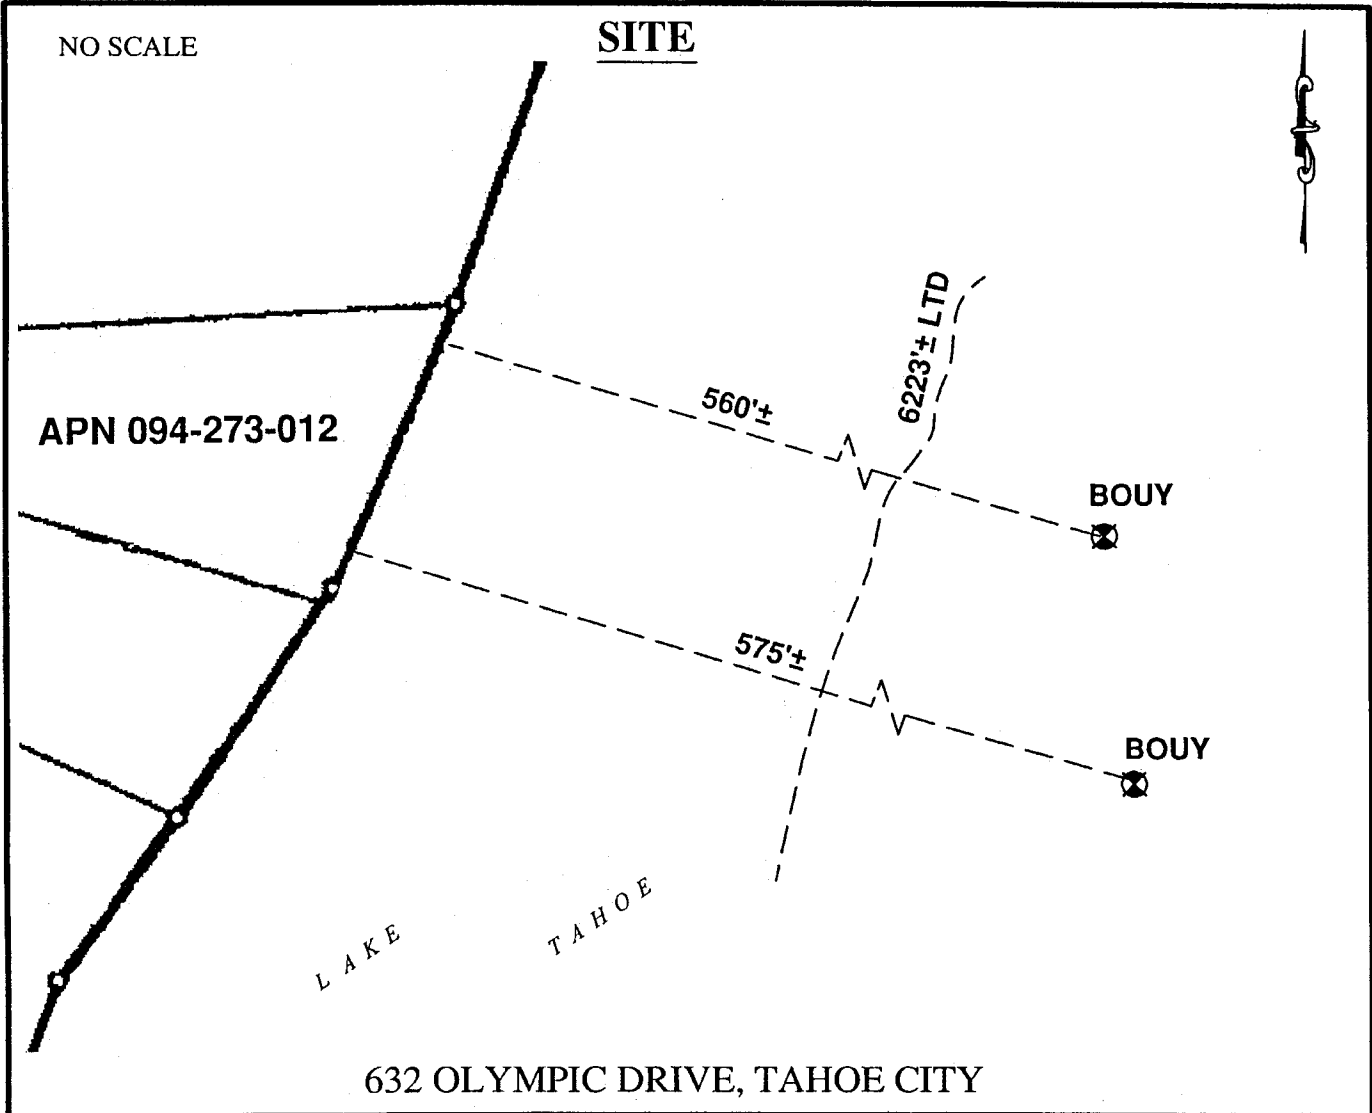 SITE
NO SCALE
6223'± LTD
560'±
APN 094-273-012
BOUY
575'±
BOUY
LAKE TAHOE
632 OLYMPIC DRIVE, TAHOE CITY